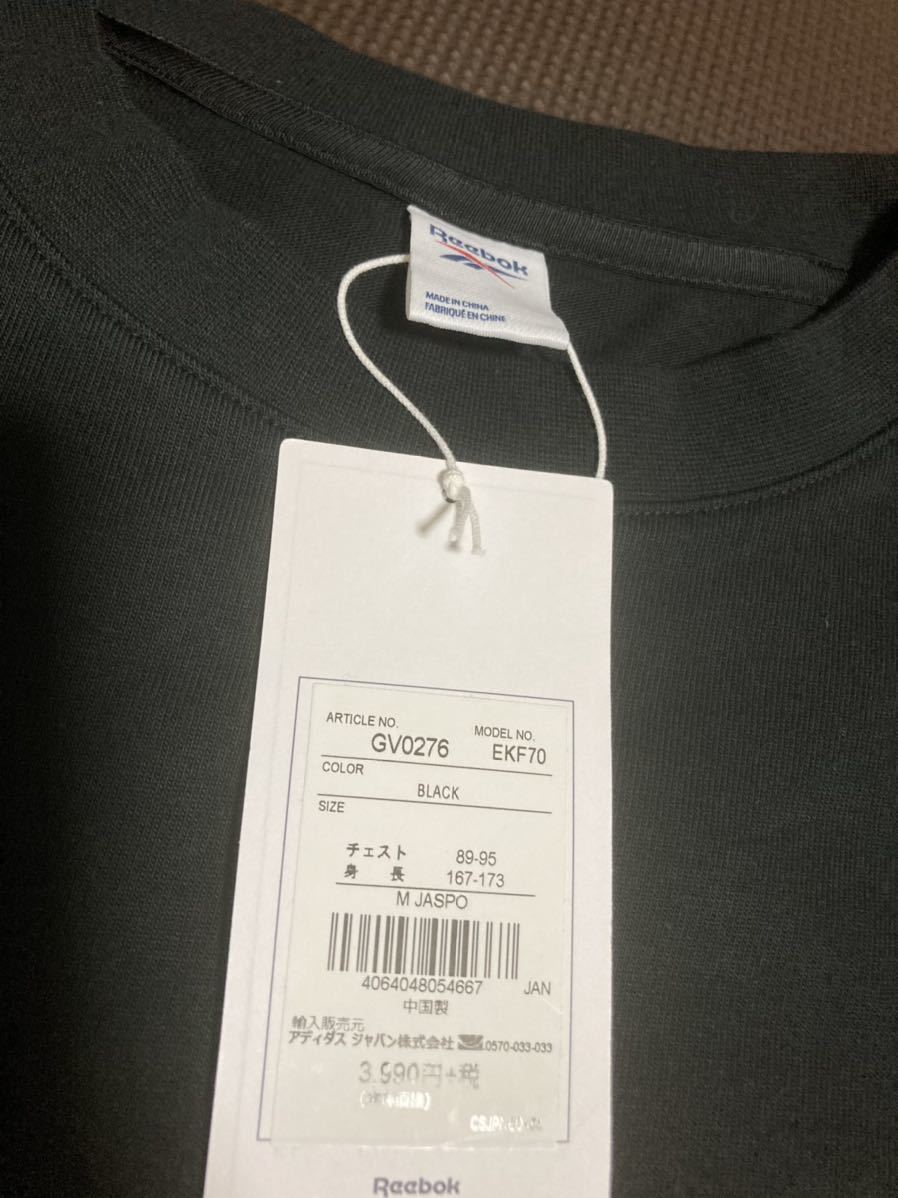 Reebok
MADE IN CHINA
FABRIQUÉ EN CHINE
ARTICLE NO. MODEL NO.
GV0276 EKF70
COLOR
BLACK
SIZE
チェスト 89-95
身 長 167-173
M JASPO
4064048054667 JAN
中国製
輸入販売元
アディダス ジャパン株式会社 0570-033-033
3,990円+税
Reebok